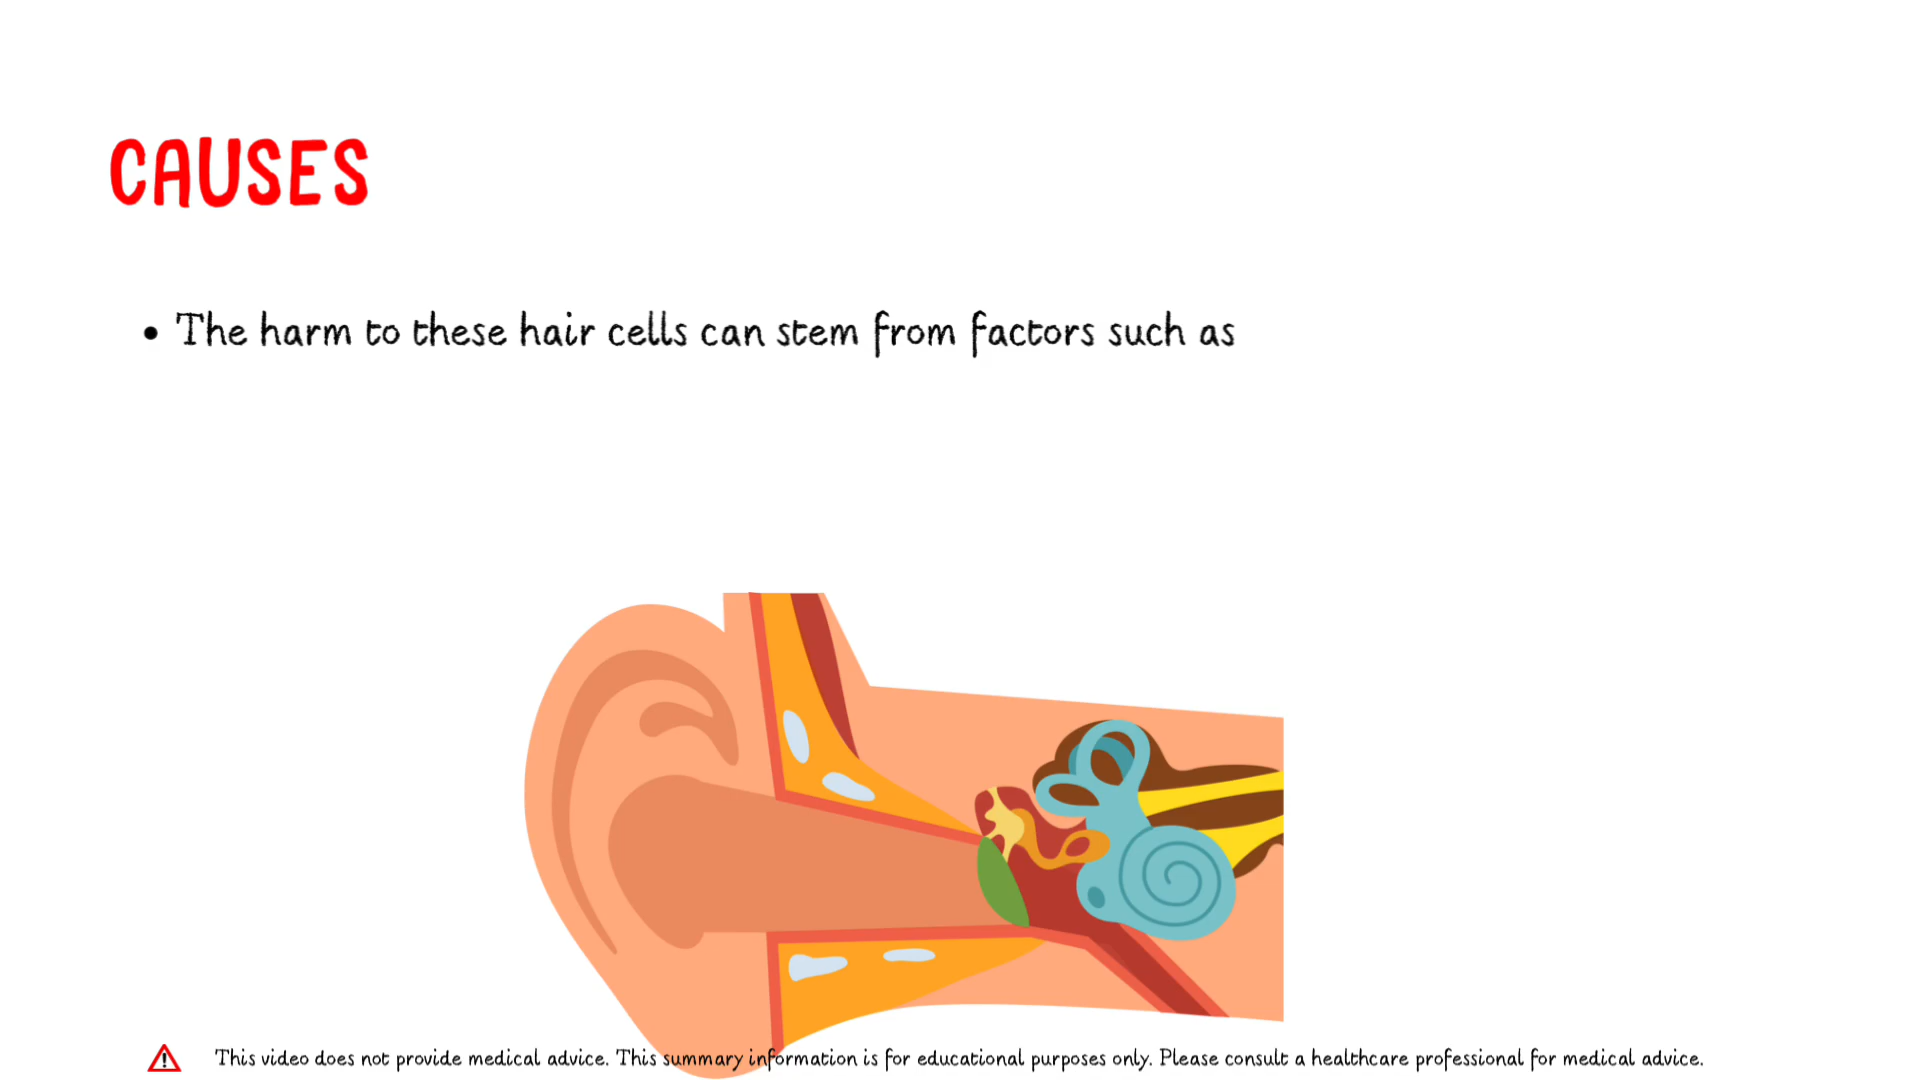 CAUSES
• The harm to these hair cells can stem from factors such as
This video does not provide medical advice. This summary information is for educational purposes only. Please consult a healthcare professional for medical advice.